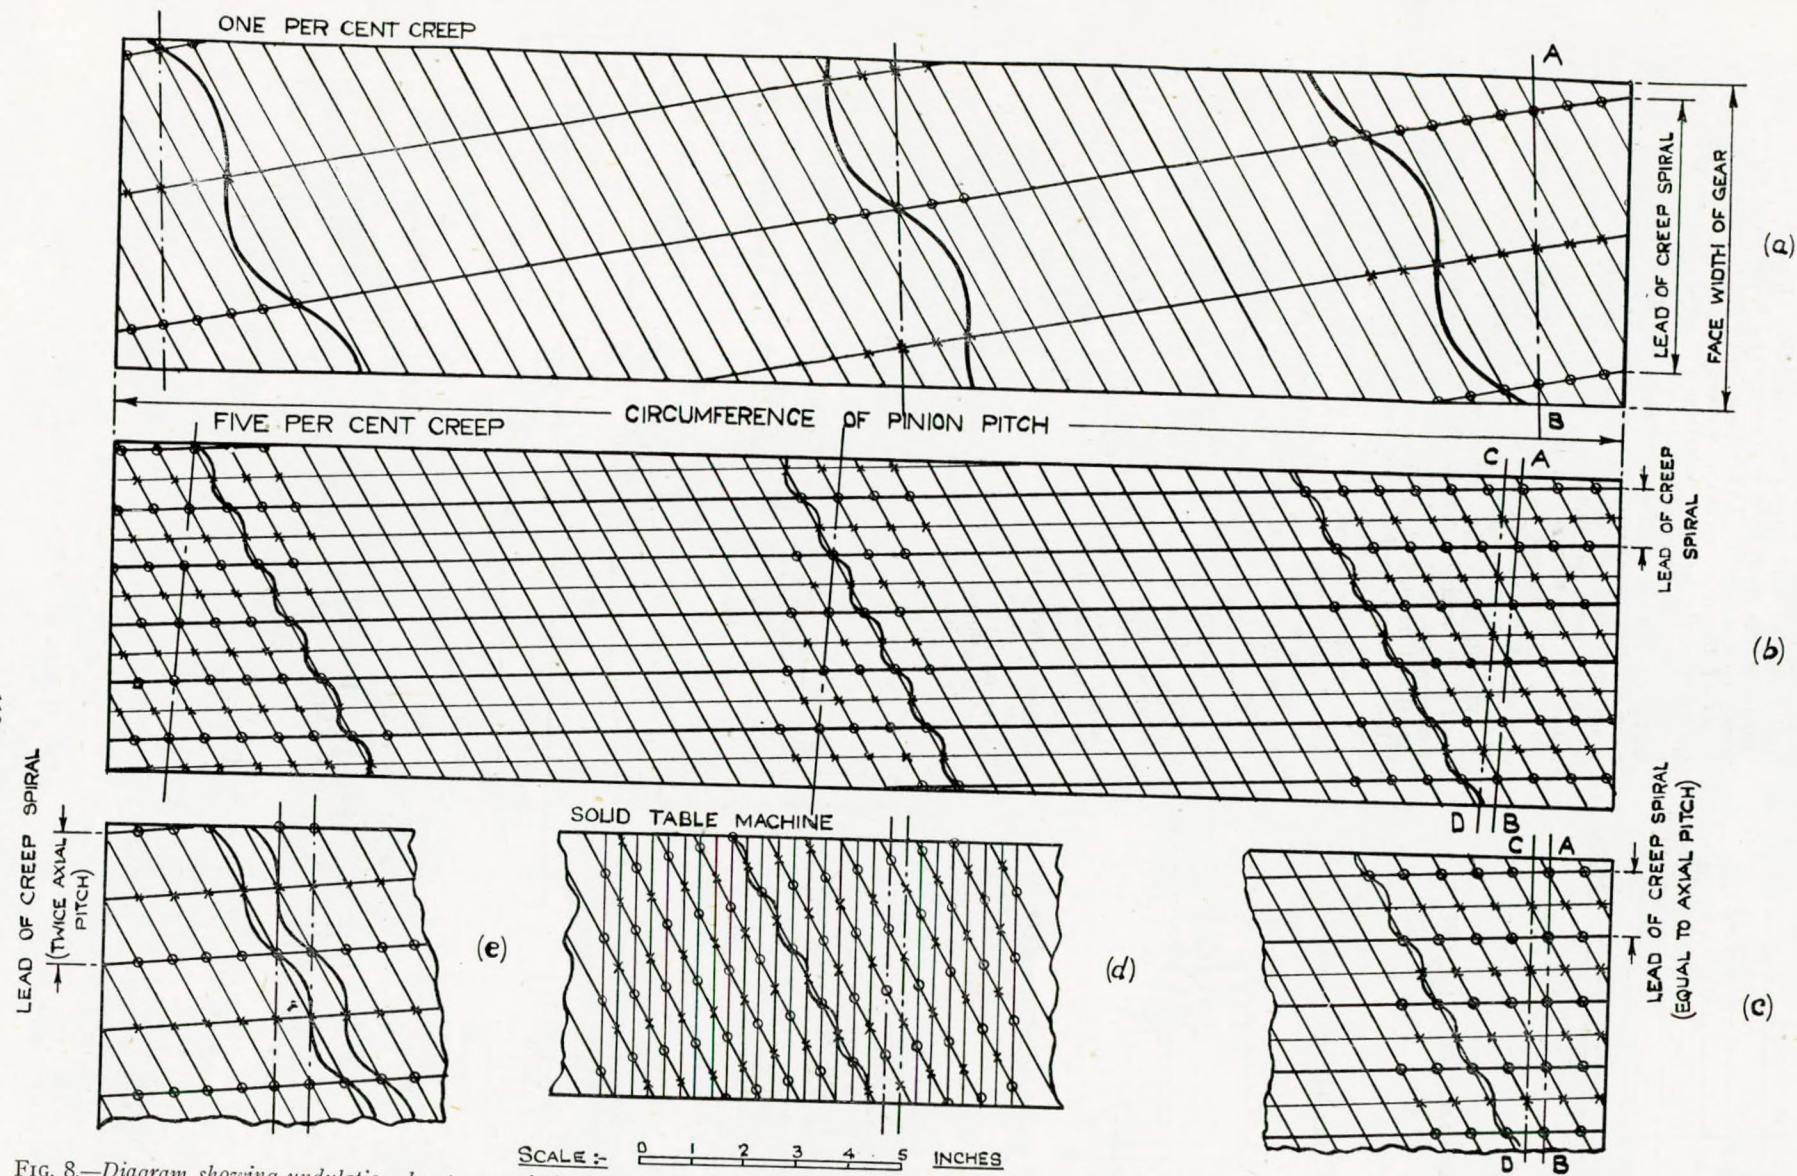 ONE PER CENT CREEP
A
LEAD OF CREEP SPIRAL
FACE WIDTH OF GEAR
(a)
B
CIRCUMFERENCE OF PINION PITCH
FIVE PER CENT CREEP
C A
LEAD OF CREEP
SPIRAL
(b)
D B
LEAD OF CREEP SPIRAL
(TWICE AXIAL
PITCH)
(e)
SOLID TABLE MACHINE
(d)
C A
LEAD OF CREEP SPIRAL
(EQUAL TO AXIAL PITCH)
(c)
D B
SCALE:- 0 1 2 3 4 5 INCHES
FIG. 8.—Diagram showing undulation